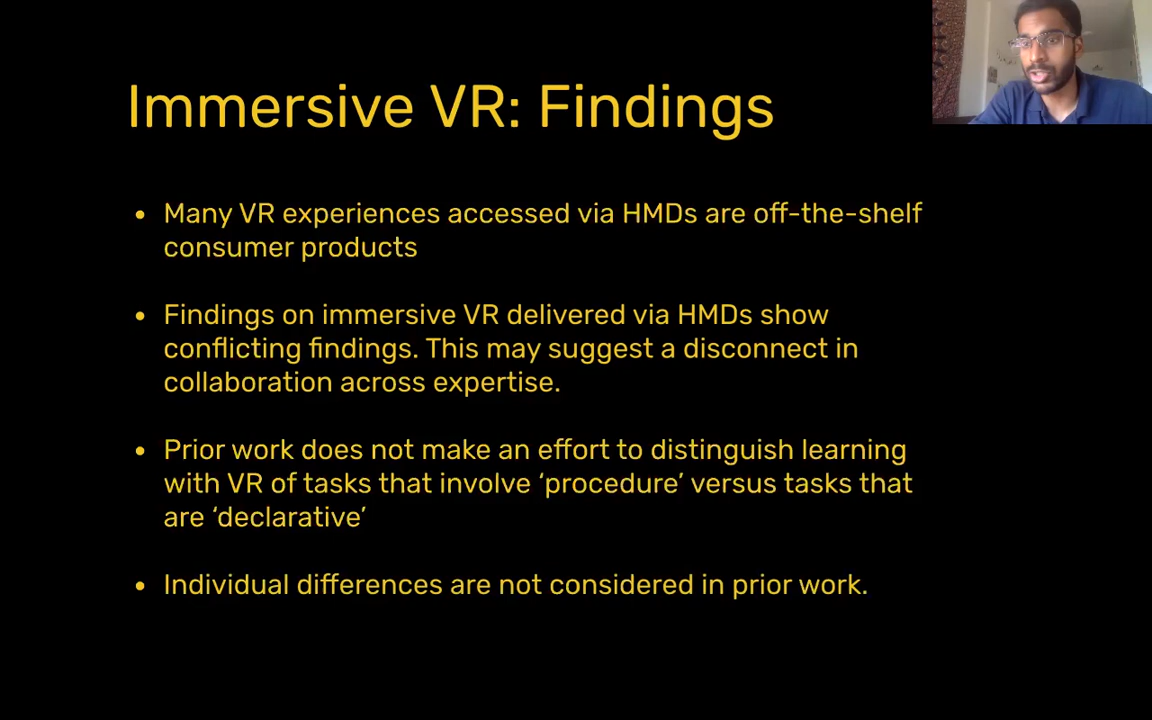 Immersive VR: Findings
• Many VR experiences accessed via HMDs are off-the-shelf
consumer products
• Findings on immersive VR delivered via HMDs show
conflicting findings. This may suggest a disconnect in
collaboration across expertise.
• Prior work does not make an effort to distinguish learning
with VR of tasks that involve ‘procedure’ versus tasks that
are ‘declarative’
• Individual differences are not considered in prior work.